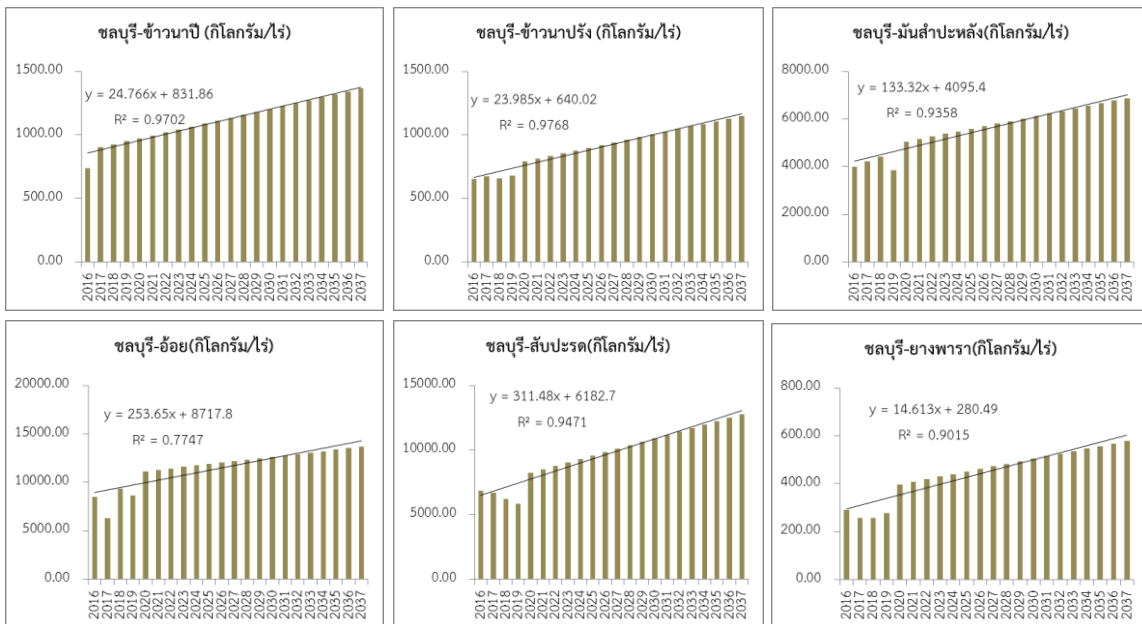 ชลบุรี-ข้าวนาปี (กิโลกรัม/ไร่)
1500.00
y = 24.766x + 831.86
R² = 0.9702
1000.00
500.00
0.00
2016 2017 2018 2019 2020 2021 2022 2023 2024 2025 2026 2027 2028 2029 2030 2031 2032 2033 2034 2035 2036 2037
ชลบุรี-ข้าวนาปรัง (กิโลกรัม/ไร่)
1500.00
y = 23.985x + 640.02
R² = 0.9768
1000.00
500.00
0.00
2016 2017 2018 2019 2020 2021 2022 2023 2024 2025 2026 2027 2028 2029 2030 2031 2032 2033 2034 2035 2036 2037
ชลบุรี-มันสำปะหลัง(กิโลกรัม/ไร่)
8000.00
y = 133.32x + 4095.4
R² = 0.9358
6000.00
4000.00
2000.00
0.00
2016 2017 2018 2019 2020 2021 2022 2023 2024 2025 2026 2027 2028 2029 2030 2031 2032 2033 2034 2035 2036 2037
ชลบุรี-อ้อย(กิโลกรัม/ไร่)
20000.00
y = 253.65x + 8717.8
R² = 0.7747
15000.00
10000.00
5000.00
0.00
2016 2017 2018 2019 2020 2021 2022 2023 2024 2025 2026 2027 2028 2029 2030 2031 2032 2033 2034 2035 2036 2037
ชลบุรี-สับปะรด(กิโลกรัม/ไร่)
15000.00
y = 311.48x + 6182.7
R² = 0.9471
10000.00
5000.00
0.00
2016 2017 2018 2019 2020 2021 2022 2023 2024 2025 2026 2027 2028 2029 2030 2031 2032 2033 2034 2035 2036 2037
ชลบุรี-ยางพารา(กิโลกรัม/ไร่)
800.00
y = 14.613x + 280.49
R² = 0.9015
600.00
400.00
200.00
0.00
2016 2017 2018 2019 2020 2021 2022 2023 2024 2025 2026 2027 2028 2029 2030 2031 2032 2033 2034 2035 2036 2037